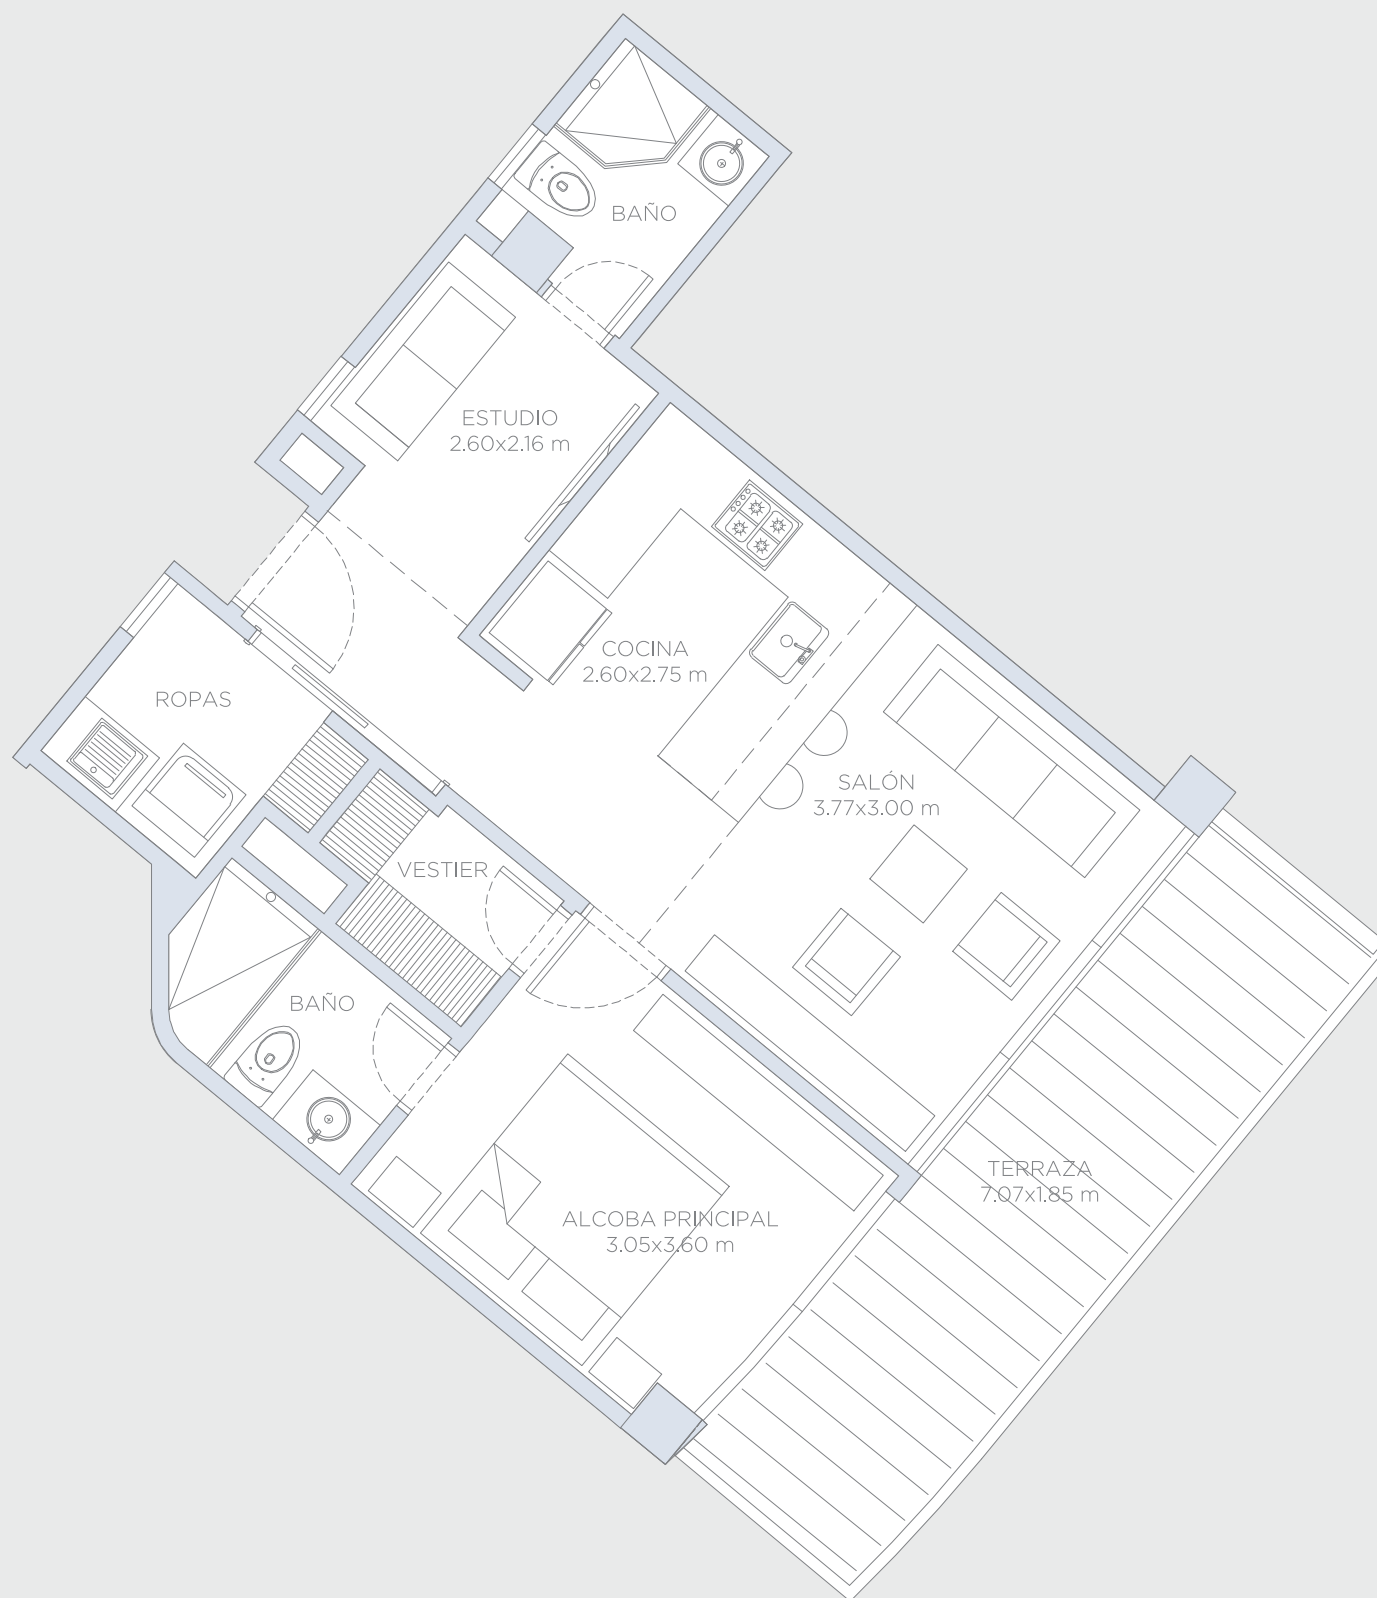 BAÑO
ESTUDIO
2.60x2.16 m
COCINA
2.60x2.75 m
ROPAS
SALÓN
3.77x3.00 m
VESTIER
BAÑO
TERRAZA
7.07x1.85 m
ALCOBA PRINCIPAL
3.05x3.60 m